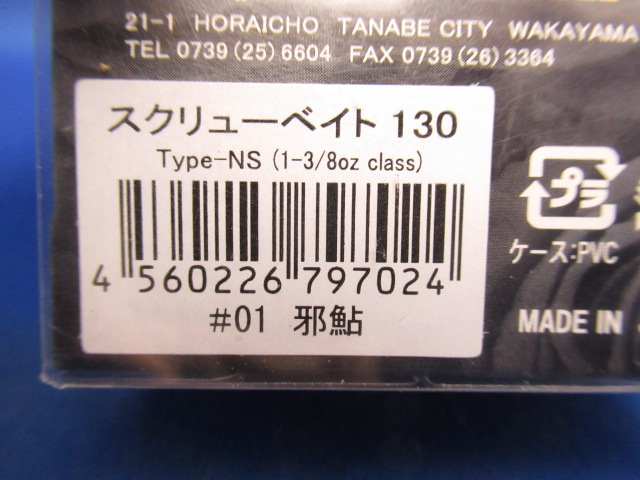 21-1 HORAICHO TANABE CITY WAKAYAMA
TEL 0739 (25) 6604 FAX 0739 (26) 3364
スクリューベイト 130
Type-NS (1-3/8oz class)
4 560226 797024
#01 邪鮎
プラ
ケース:PVC
MADE IN